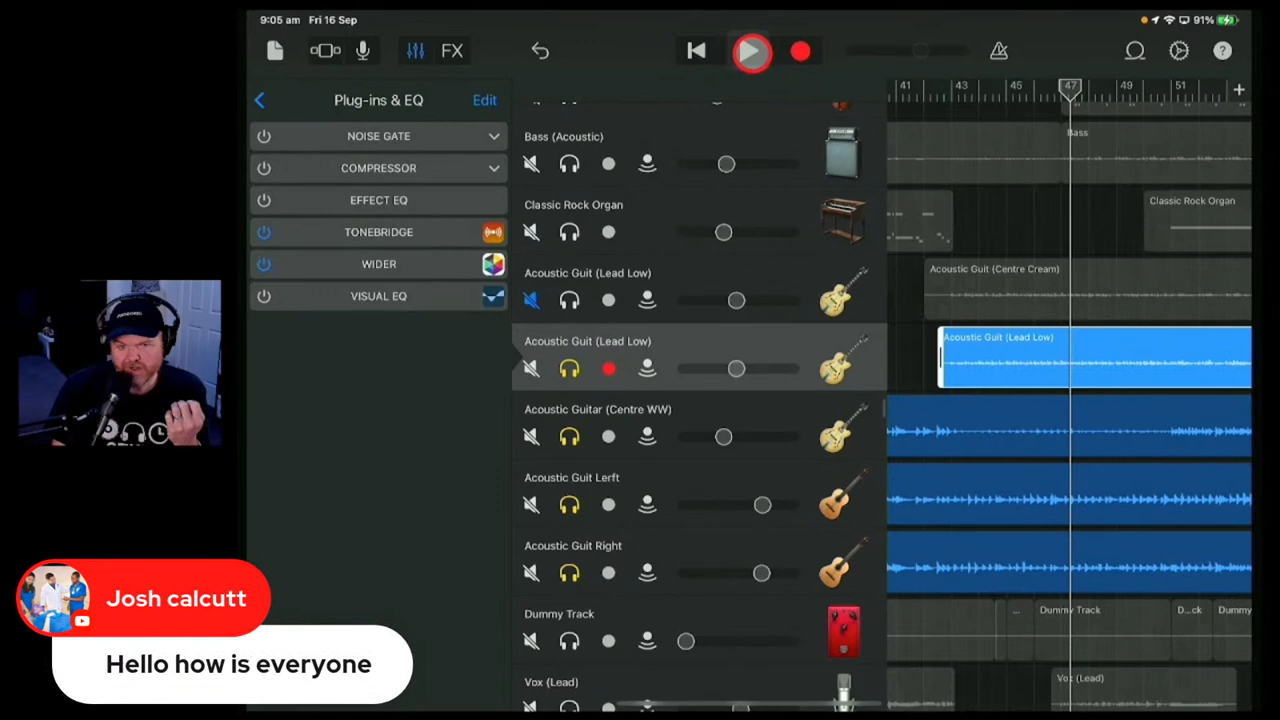 9:05 am Fri 16 Sep
91%
FX
?
41 43 45 47 49 51 +
Plug-ins & EQ
Edit
NOISE GATE
COMPRESSOR
EFFECT EQ
TONEBRIDGE
WIDER
VISUAL EQ
Bass (Acoustic)
Classic Rock Organ
Acoustic Guit (Lead Low)
Acoustic Guit (Lead Low)
Acoustic Guitar (Centre WW)
Acoustic Guit Lerft
Acoustic Guit Right
Dummy Track
Vox (Lead)
Bass
Classic Rock Organ
Acoustic Guit (Centre Cream)
Acoustic Guit (Lead Low)
... Dummy Track D...ck Dummy
Vox (Lead)
Josh calcutt
Hello how is everyone